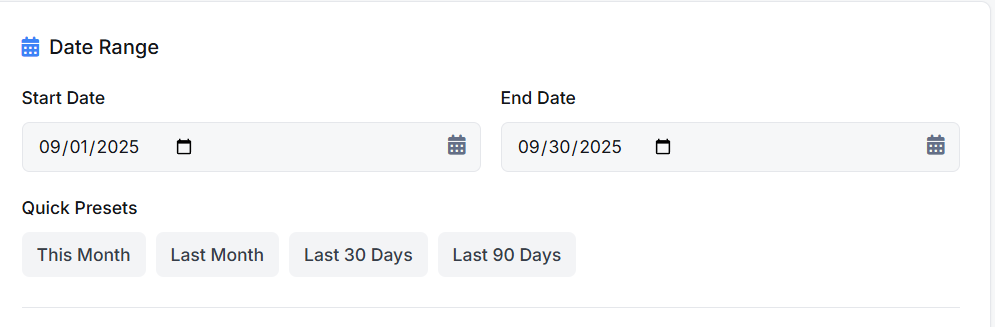 Date Range
Start Date End Date
09/01/2025 09/30/2025
Quick Presets
This Month Last Month Last 30 Days Last 90 Days